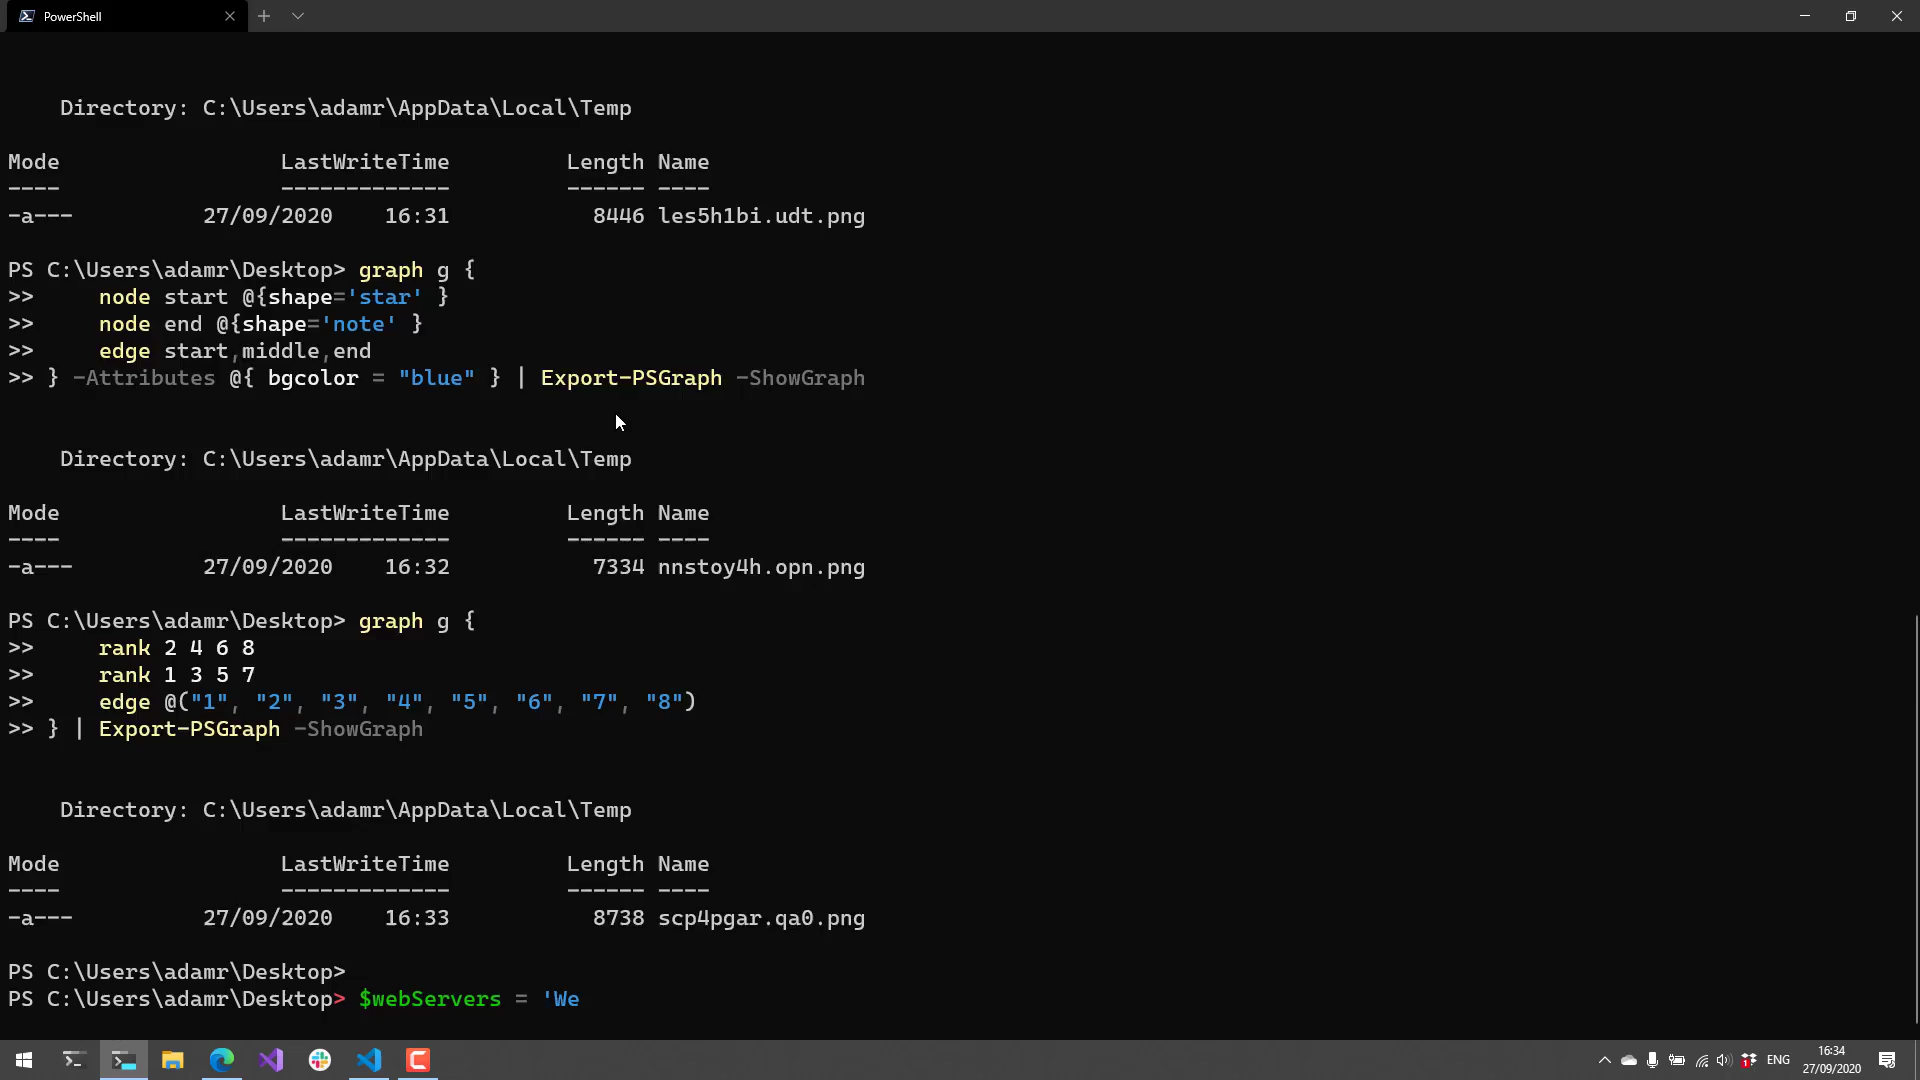 PowerShell
Directory: C:\Users\adamr\AppData\Local\Temp
Mode                 LastWriteTime         Length Name
----                 -------------         ------ ----
-a---          27/09/2020    16:31           8446 les5h1bi.udt.png
PS C:\Users\adamr\Desktop> graph g {
>>     node start @{shape='star' }
>>     node end @{shape='note' }
>>     edge start,middle,end
>> } -Attributes @{ bgcolor = "blue" } | Export-PSGraph -ShowGraph
Directory: C:\Users\adamr\AppData\Local\Temp
Mode                 LastWriteTime         Length Name
----                 -------------         ------ ----
-a---          27/09/2020    16:32           7334 nnstoy4h.opn.png
PS C:\Users\adamr\Desktop> graph g {
>>     rank 2 4 6 8
>>     rank 1 3 5 7
>>     edge @("1", "2", "3", "4", "5", "6", "7", "8")
>> } | Export-PSGraph -ShowGraph
Directory: C:\Users\adamr\AppData\Local\Temp
Mode                 LastWriteTime         Length Name
----                 -------------         ------ ----
-a---          27/09/2020    16:33           8738 scp4pgar.qa0.png
PS C:\Users\adamr\Desktop>
PS C:\Users\adamr\Desktop> $webServers = 'We
ENG
16:34
27/09/2020